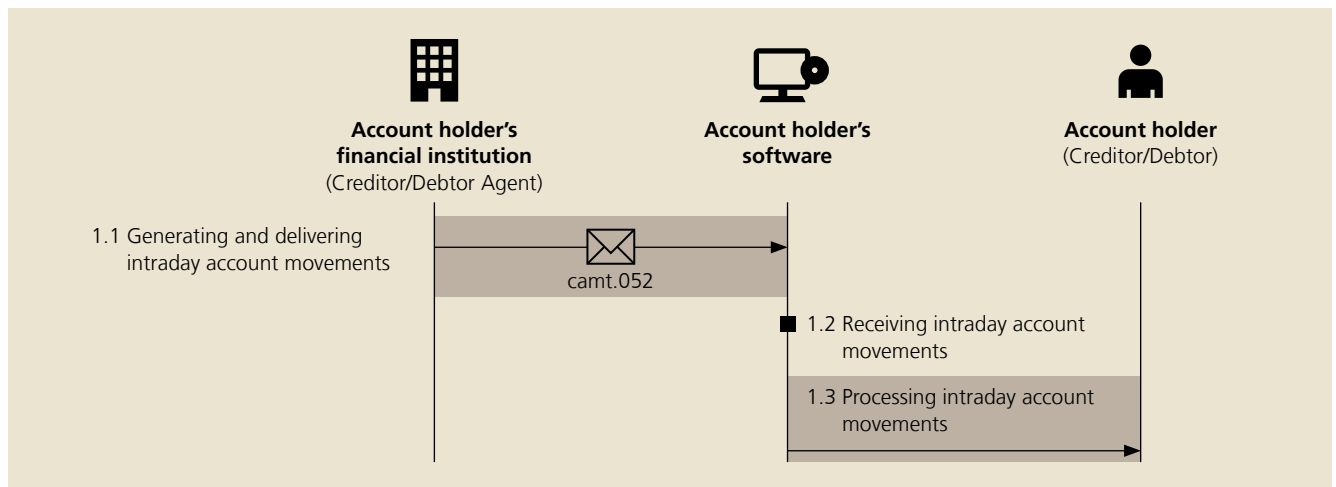 Account holder’s
financial institution
(Creditor/Debtor Agent)
Account holder’s
software
Account holder
(Creditor/Debtor)
1.1 Generating and delivering
intraday account movements
camt.052
1.2 Receiving intraday account
movements
1.3 Processing intraday account
movements